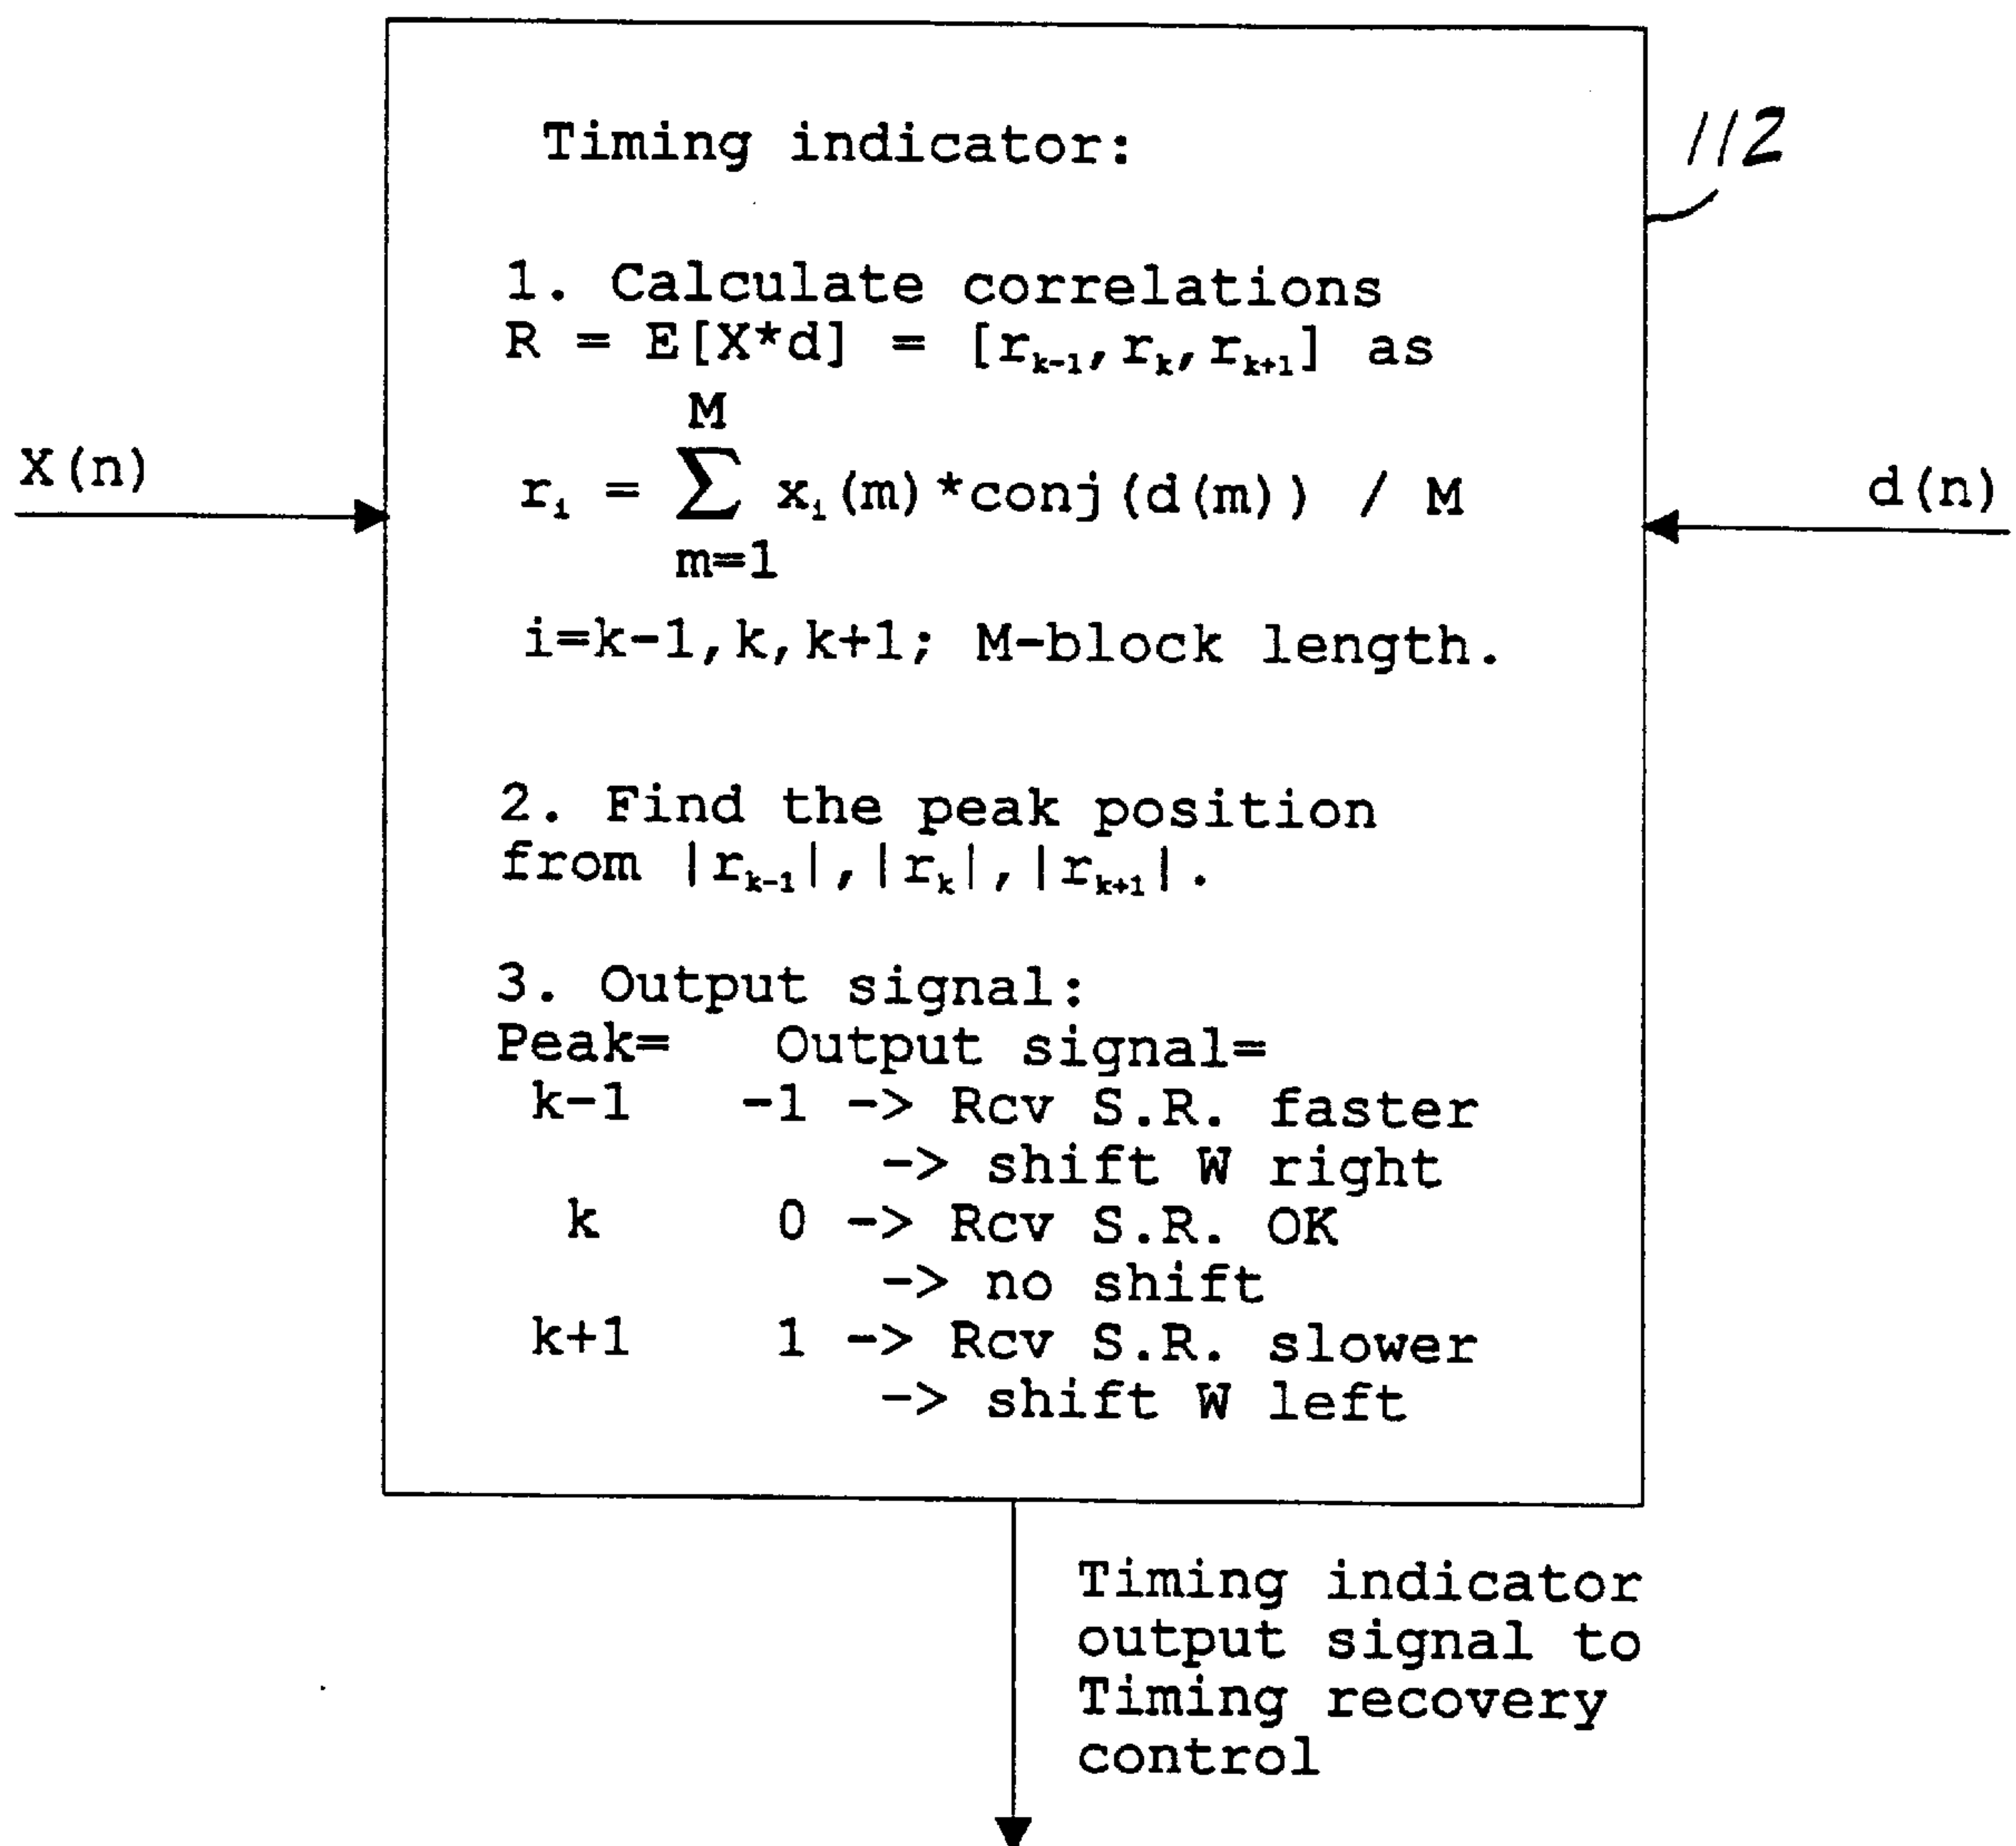 Timing indicator:
112
1. Calculate correlations
R = E[X*d] = [r_{k-1}, r_k, r_{k+1}] as
M
X(n)
r_i = ∑ x_i(m)*conj(d(m)) / M
d(n)
m=1
i=k-1,k,k+1; M-block length.
2. Find the peak position
from |r_{k-1}|,|r_k|,|r_{k+1}|.
3. Output signal:
Peak= Output signal=
k-1 -1 -> Rcv S.R. faster
-> shift W right
k 0 -> Rcv S.R. OK
-> no shift
k+1 1 -> Rcv S.R. slower
-> shift W left
Timing indicator
output signal to
Timing recovery
control